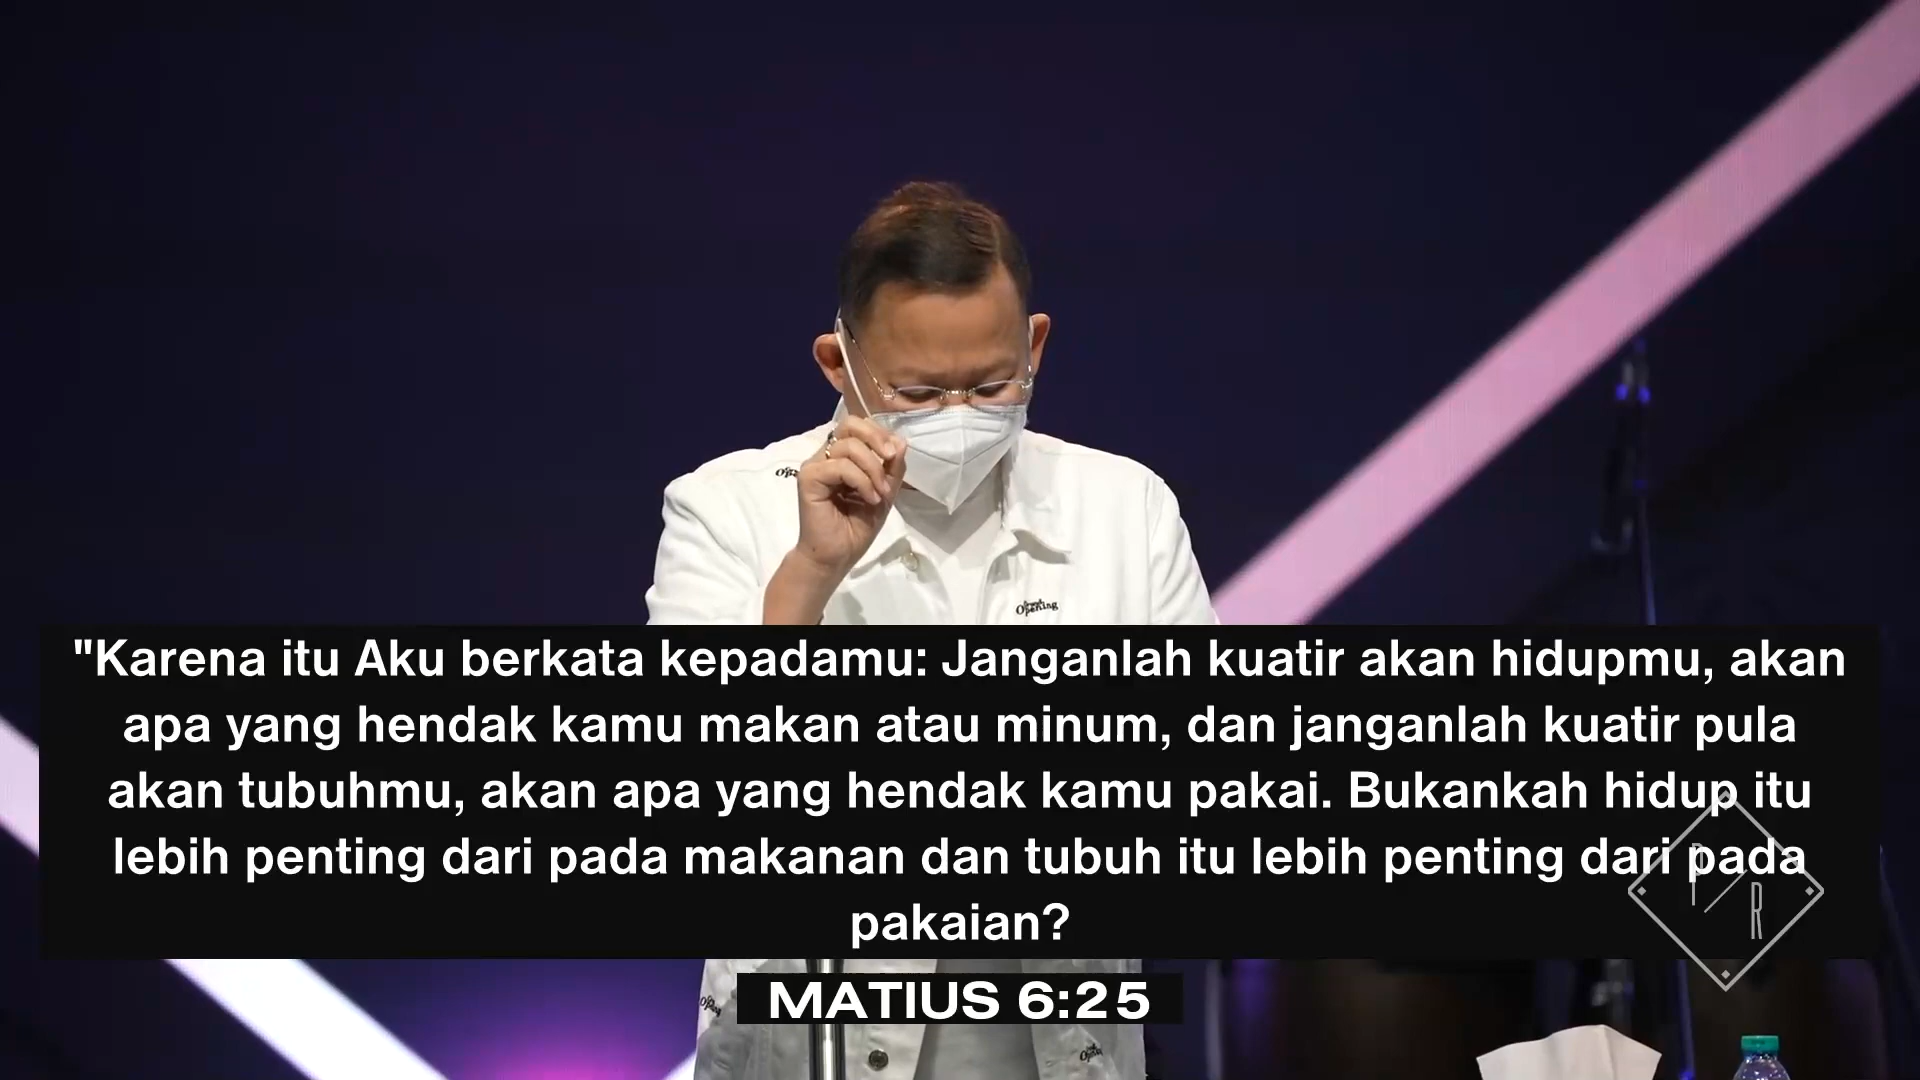 "Karena itu Aku berkata kepadamu: Janganlah kuatir akan hidupmu, akan
apa yang hendak kamu makan atau minum, dan janganlah kuatir pula
akan tubuhmu, akan apa yang hendak kamu pakai. Bukankah hidup itu
lebih penting dari pada makanan dan tubuh itu lebih penting dari pada
pakaian?
MATIUS 6:25
Opening
R